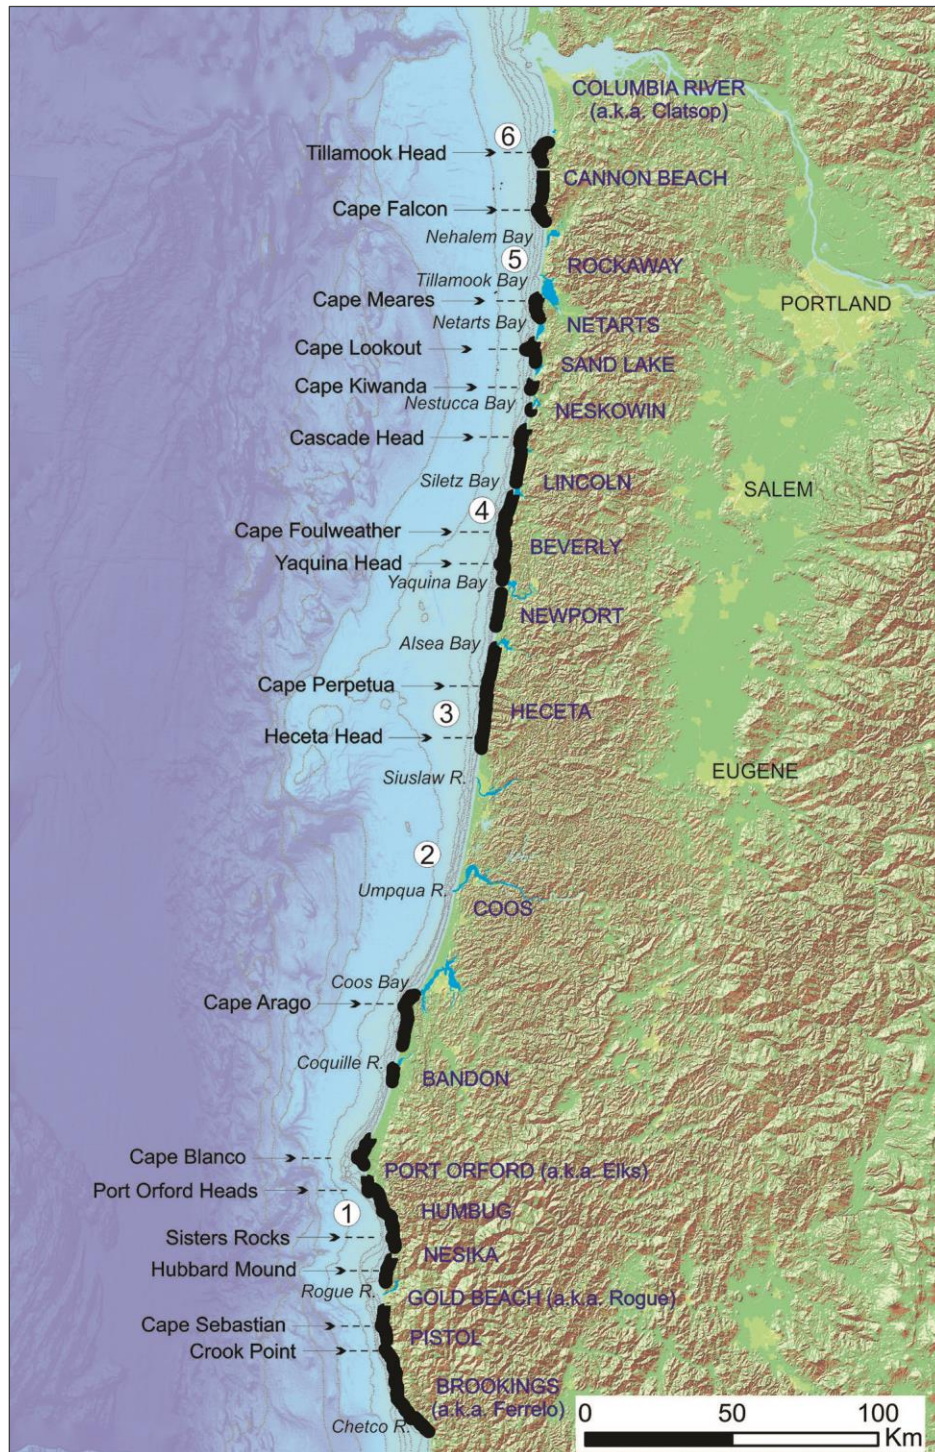 COLUMBIA RIVER
(a.k.a. Clatsop)
6
Tillamook Head
CANNON BEACH
Cape Falcon
Nehalem Bay
5
ROCKAWAY
Tillamook Bay
Cape Meares
PORTLAND
Netarts Bay
NETARTS
Cape Lookout
SAND LAKE
Cape Kiwanda
Nestucca Bay
NESKOWIN
Cascade Head
Siletz Bay
LINCOLN
SALEM
4
Cape Foulweather
BEVERLY
Yaquina Head
Yaquina Bay
NEWPORT
Alsea Bay
Cape Perpetua
3
HECETA
Heceta Head
EUGENE
Siuslaw R.
2
Umpqua R.
COOS
Coos Bay
Cape Arago
Coquille R.
BANDON
Cape Blanco
PORT ORFORD (a.k.a. Elks)
Port Orford Heads
1
HUMBUG
Sisters Rocks
NESIKA
Hubbard Mound
Rogue R.
GOLD BEACH (a.k.a. Rogue)
Cape Sebastian
PISTOL
Crook Point
BROOKINGS
(a.k.a. Ferrelo)
Chetco R.
0 50 100
Km